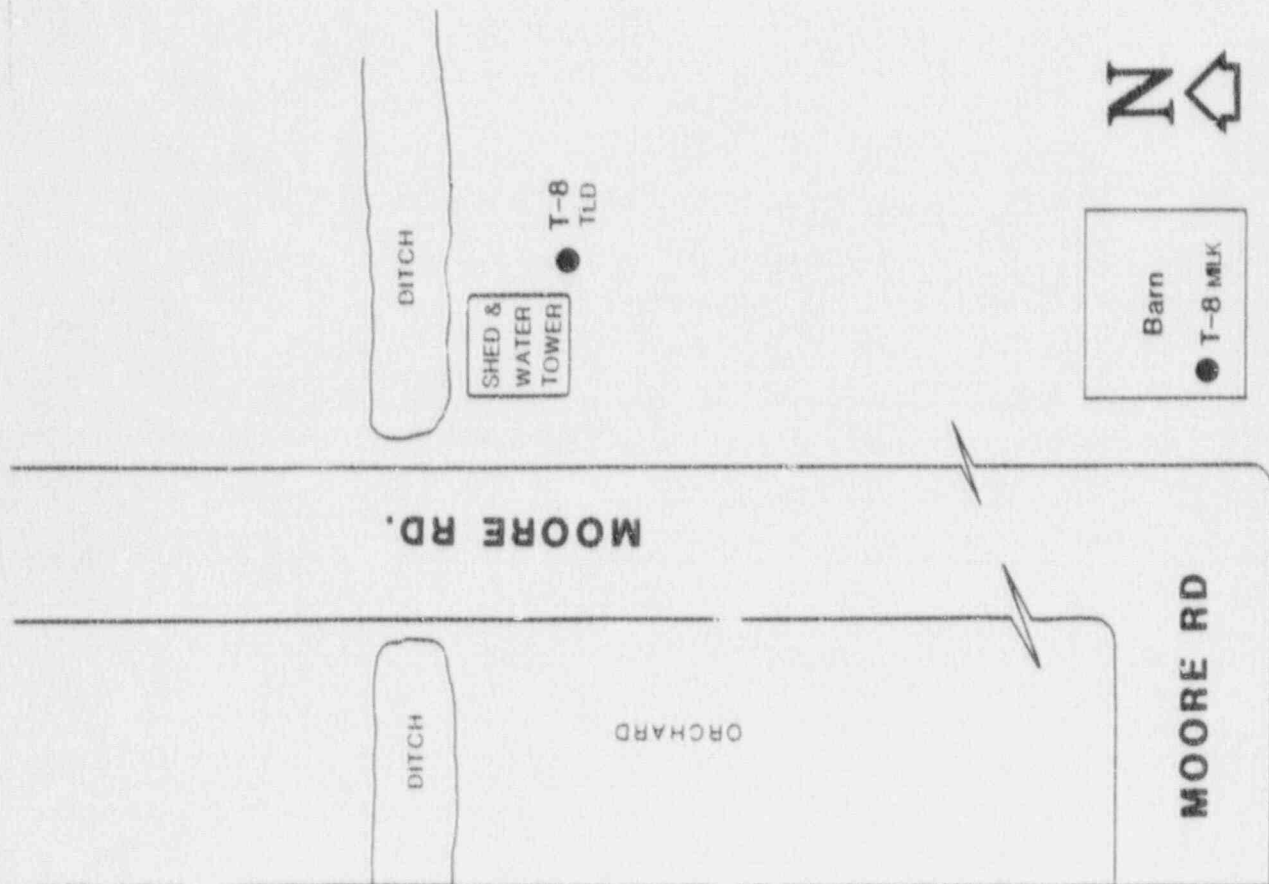 DITCH
SHED &
WATER
TOWER
T-8
TLD
N
Barn
T-8 MILK
MOORE RD.
DITCH
ORCHARD
MOORE RD